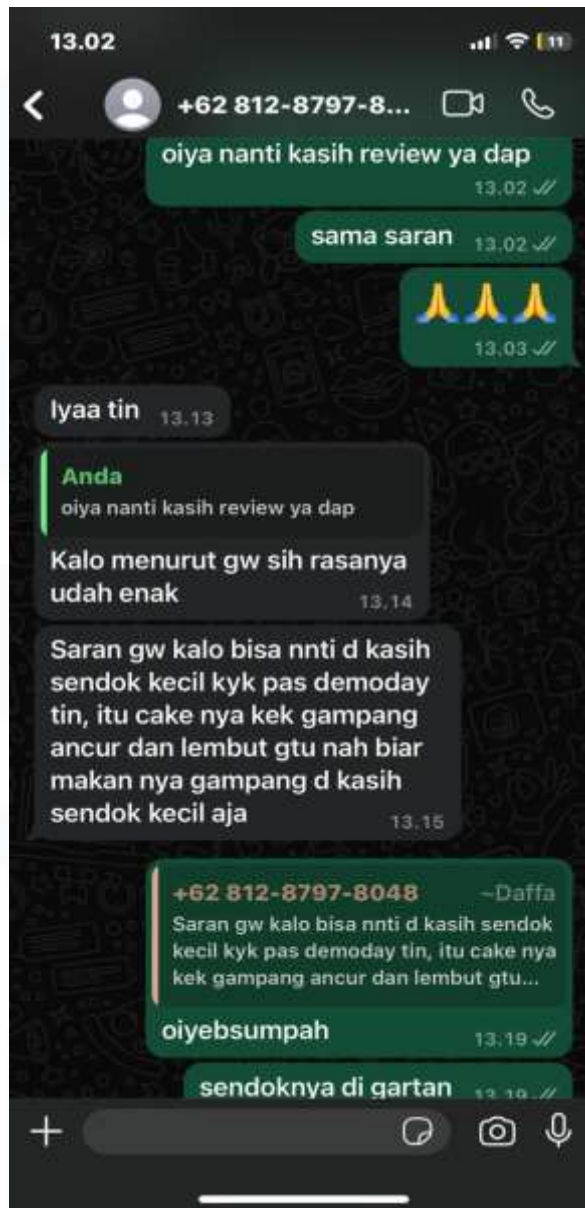 13.02
11
+62 812-8797-8...
oiya nanti kasih review ya dap
13.02
sama saran 13.02
🙏🙏🙏
13.03
Iyaa tin 13.13
Anda
oiya nanti kasih review ya dap
Kalo menurut gw sih rasanya
udah enak
13.14
Saran gw kalo bisa nnti d kasih
sendok kecil kyk pas demoday
tin, itu cake nya kek gampang
ancur dan lembut gtu nah biar
makan nya gampang d kasih
sendok kecil aja
13.15
+62 812-8797-8048 ~Daffa
Saran gw kalo bisa nnti d kasih sendok
kecil kyk pas demoday tin, itu cake nya
kek gampang ancur dan lembut gtu...
oiyebsumpah
13.19
sendoknya di gartan 13.19